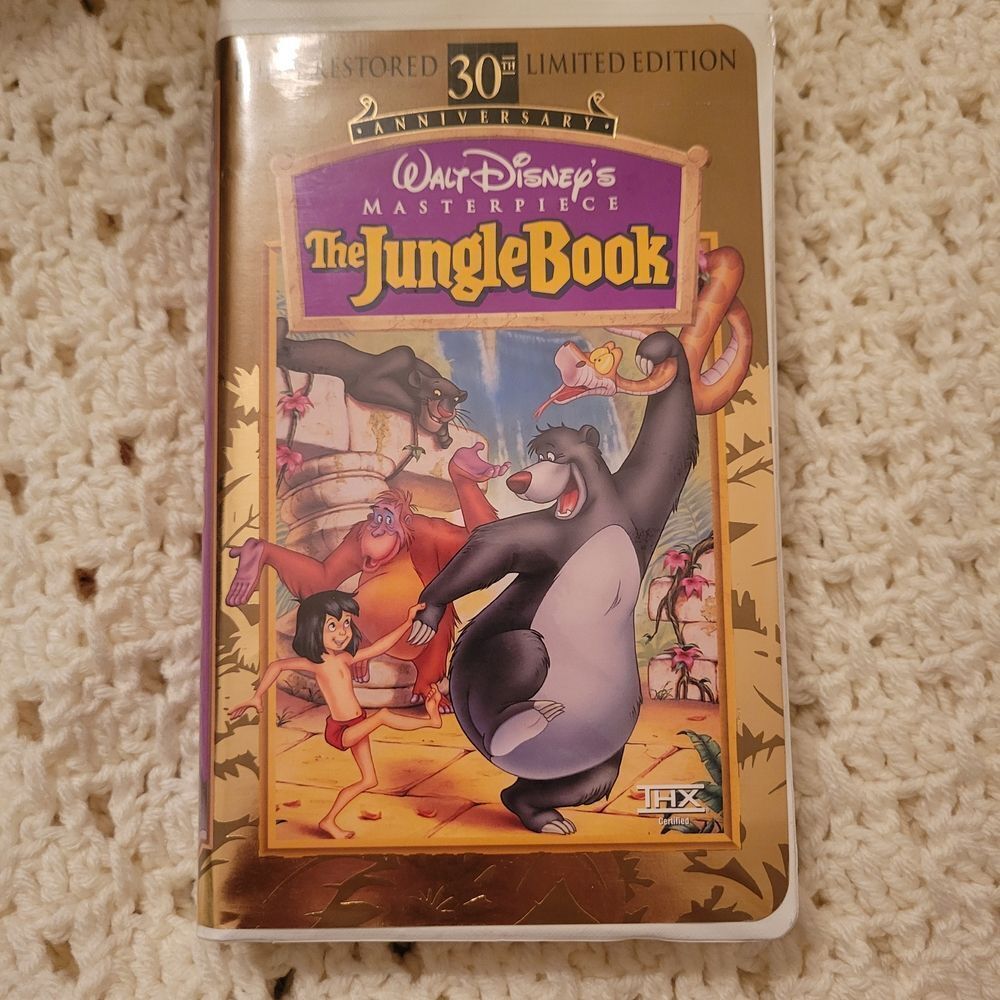 RESTORED 30TH LIMITED EDITION
ANNIVERSARY
WALT DISNEY'S
MASTERPIECE
The Jungle Book
THX
Certified